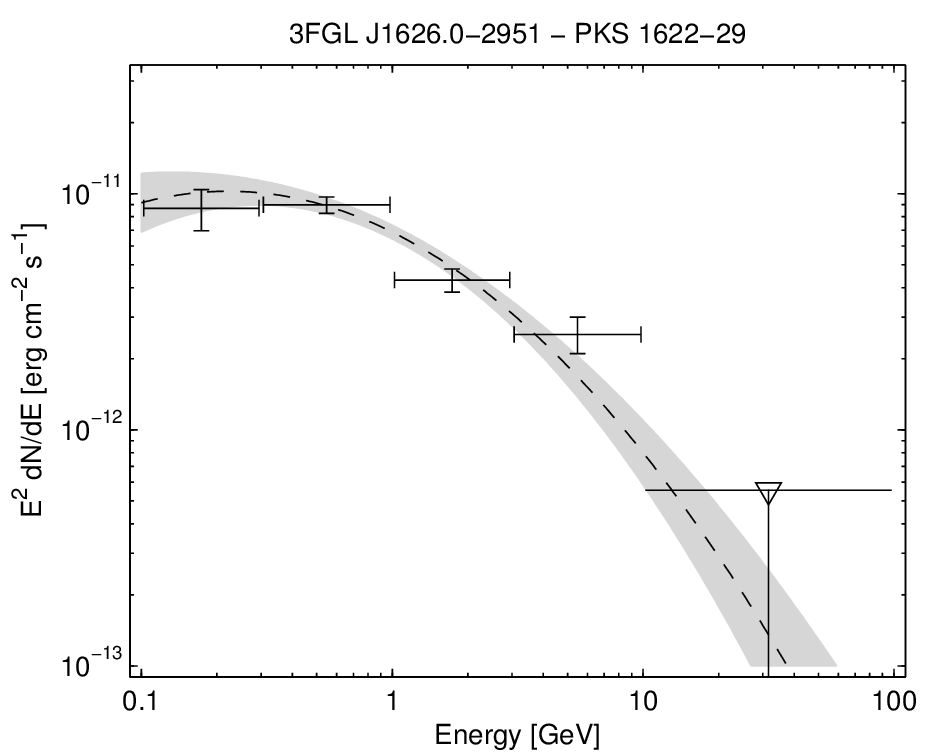 3FGL J1626.0−2951 − PKS 1622−29
E² dN/dE [erg cm⁻² s⁻¹]
10⁻¹¹
10⁻¹²
10⁻¹³
0.1 1 10 100
Energy [GeV]